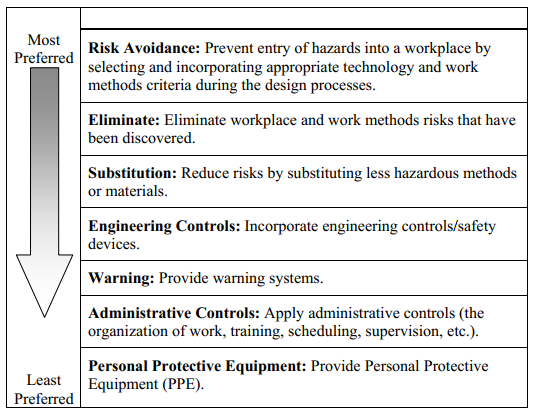 Most
Preferred
Risk Avoidance: Prevent entry of hazards into a workplace by
selecting and incorporating appropriate technology and work
methods criteria during the design processes.
Eliminate: Eliminate workplace and work methods risks that have
been discovered.
Substitution: Reduce risks by substituting less hazardous methods
or materials.
Engineering Controls: Incorporate engineering controls/safety
devices.
Warning: Provide warning systems.
Administrative Controls: Apply administrative controls (the
organization of work, training, scheduling, supervision, etc.).
Personal Protective Equipment: Provide Personal Protective
Equipment (PPE).
Least
Preferred